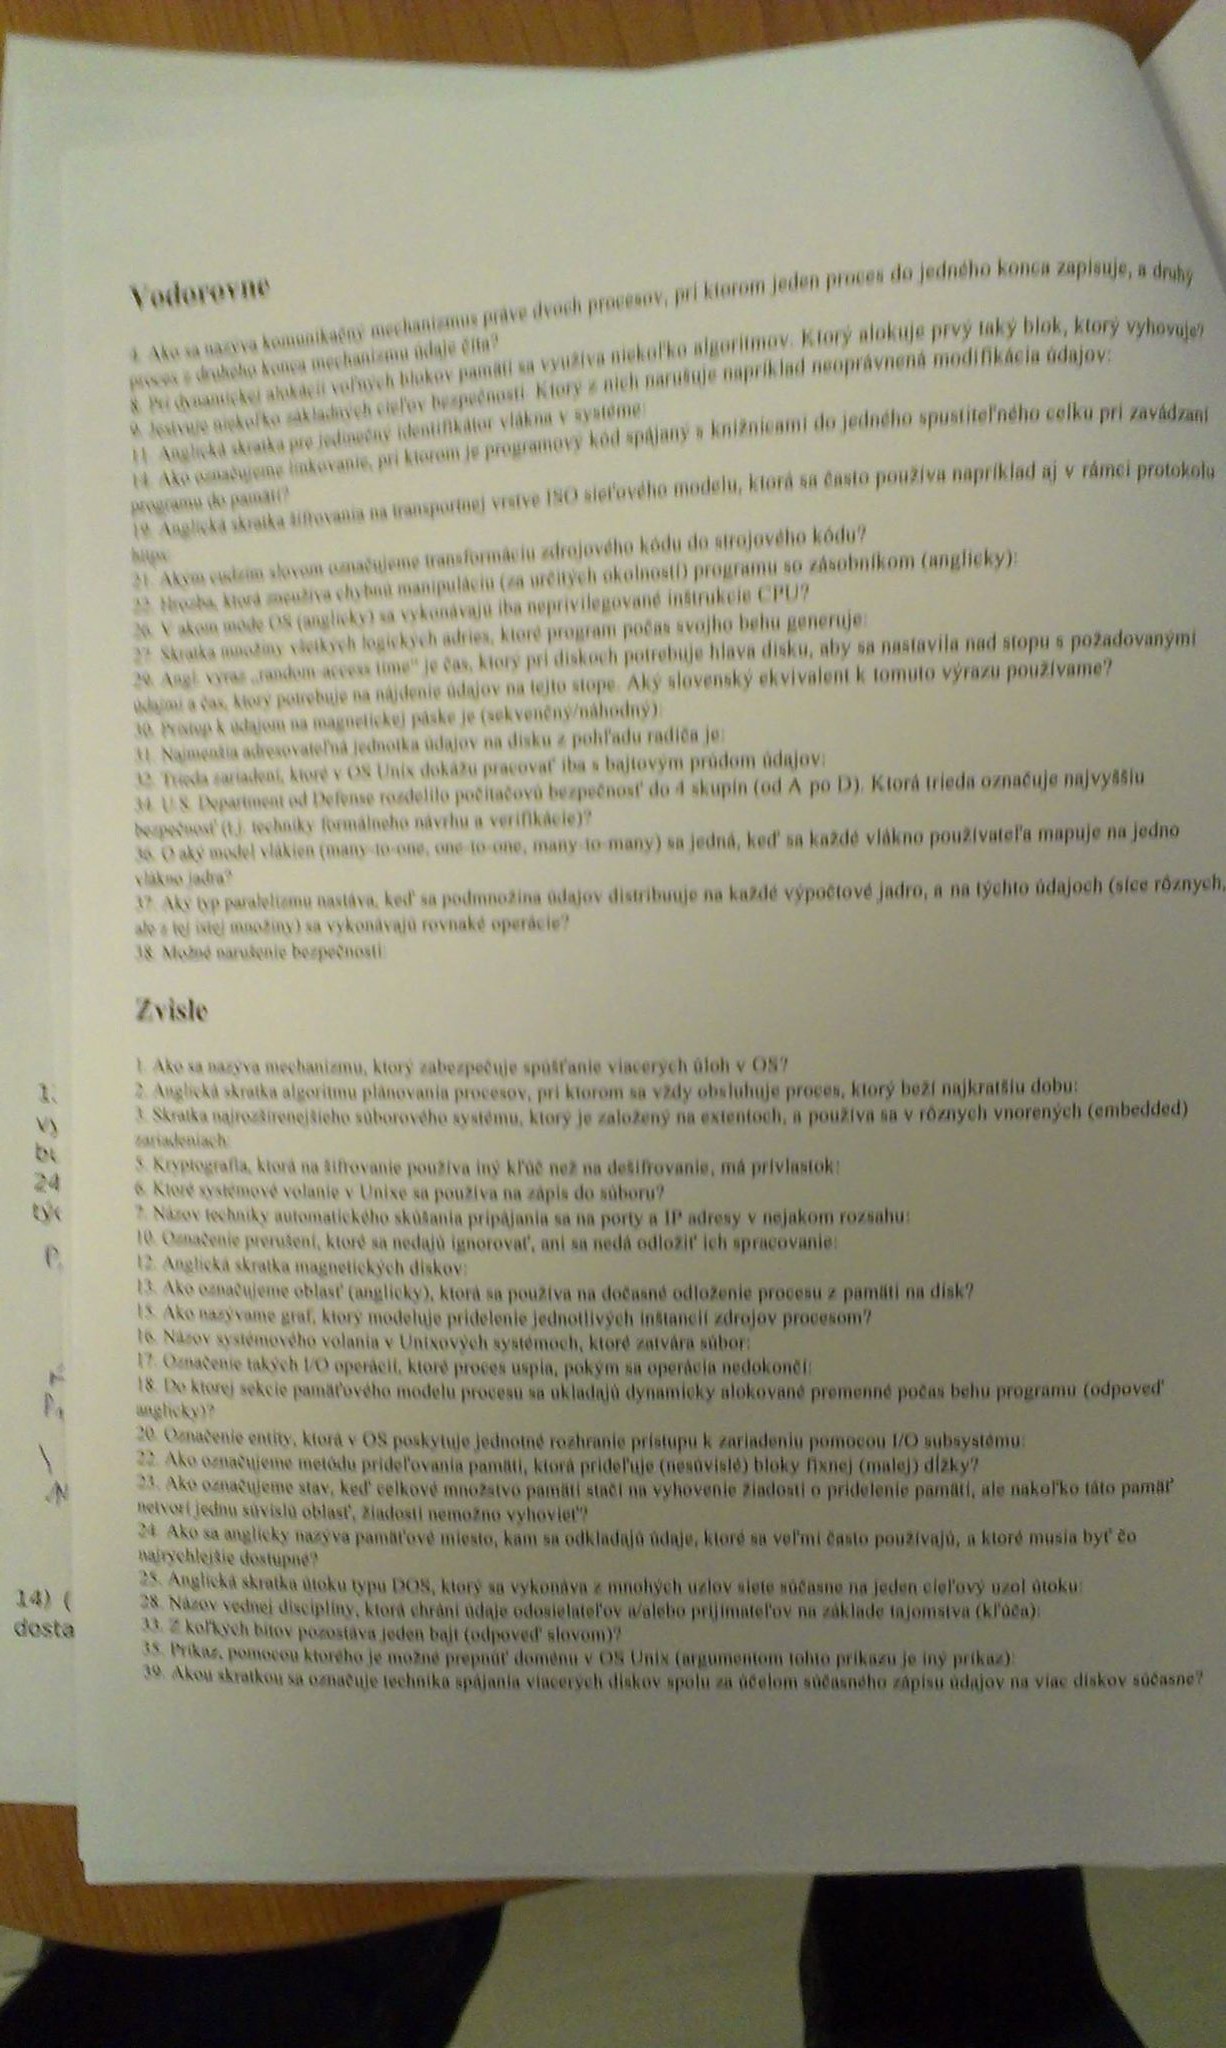 Vodorovne
4. Ako sa nazýva komunikačný mechanizmus práve dvoch procesov, pri ktorom jeden proces do jedného konca zapisuje, a druhý
proces z druhého konca mechanizmu údaje číta?
8. Pri dynamickej alokácii voľných blokov pamäti sa využíva niekoľko algoritmov. Ktorý alokuje prvý taký blok, ktorý vyhovuje?
9. Jestvuje niekoľko základných cieľov bezpečnosti. Ktorý z nich narušuje napríklad neoprávnená modifikácia údajov:
11. Anglická skratka pre jedinečný identifikátor vlákna v systéme:
14. Ako označujeme linkovanie, pri ktorom je programový kód spájaný s knižnicami do jedného spustiteľného celku pri zavádzaní
programu do pamäti?
19. Anglická skratka šifrovania na transportnej vrstve ISO sieťového modelu, ktorá sa často používa napríklad aj v rámci protokolu
https:
21. Akým cudzím slovom označujeme transformáciu zdrojového kódu do strojového kódu?
22. Hrozba, ktorá zneužíva chybnú manipuláciu (za určitých okolností) programu so zásobníkom (anglicky):
26. V akom móde OS (anglicky) sa vykonávajú iba neprivilegované inštrukcie CPU?
27. Skratka množiny všetkých logických adries, ktoré program počas svojho behu generuje:
29. Angl. výraz „random access time" je čas, ktorý pri diskoch potrebuje hlava disku, aby sa nastavila nad stopu s požadovanými
údajmi a čas, ktorý potrebuje na nájdenie údajov na tejto stope. Aký slovenský ekvivalent k tomuto výrazu používame?
30. Prístup k údajom na magnetickej páske je (sekvenčný/náhodný):
31. Najmenšia adresovateľná jednotka údajov na disku z pohľadu radiča je:
32. Trieda zariadení, ktoré v OS Unix dokážu pracovať iba s bajtovým prúdom údajov:
34. U.S. Department od Defense rozdelilo počítačovú bezpečnosť do 4 skupín (od A po D). Ktorá trieda označuje najvyššiu
bezpečnosť (t.j. techniky formálneho návrhu a verifikácie)?
36. O aký model vlákien (many-to-one, one-to-one, many-to-many) sa jedná, keď sa každé vlákno používateľa mapuje na jedno
vlákno jadra?
37. Aký typ paralelizmu nastáva, keď sa podmnožina údajov distribuuje na každé výpočtové jadro, a na týchto údajoch (síce rôznych,
ale z tej istej množiny) sa vykonávajú rovnaké operácie?
38. Možné narušenie bezpečnosti:
Zvisle
1. Ako sa nazýva mechanizmu, ktorý zabezpečuje spúšťanie viacerých úloh v OS?
2. Anglická skratka algoritmu plánovania procesov, pri ktorom sa vždy obsluhuje proces, ktorý beží najkratšiu dobu:
3. Skratka najrozšírenejšieho súborového systému, ktorý je založený na extentoch, a používa sa v rôznych vnorených (embedded)
zariadeniach:
5. Kryptografia, ktorá na šifrovanie používa iný kľúč než na dešifrovanie, má prívlastok:
6. Ktoré systémové volanie v Unixe sa používa na zápis do súboru?
7. Názov techniky automatického skúšania pripájania sa na porty a IP adresy v nejakom rozsahu:
10. Označenie prerušení, ktoré sa nedajú ignorovať, ani sa nedá odložiť ich spracovanie:
12. Anglická skratka magnetických diskov:
13. Ako označujeme oblasť (anglicky), ktorá sa používa na dočasné odloženie procesu z pamäti na disk?
15. Ako nazývame graf, ktorý modeluje pridelenie jednotlivých inštancií zdrojov procesom?
16. Názov systémového volania v Unixových systémoch, ktoré zatvára súbor:
17. Označenie takých I/O operácií, ktoré proces uspia, pokým sa operácia nedokončí:
18. Do ktorej sekcie pamäťového modelu procesu sa ukladajú dynamicky alokované premenné počas behu programu (odpoveď
anglicky)?
20. Označenie entity, ktorá v OS poskytuje jednotné rozhranie prístupu k zariadeniu pomocou I/O subsystému:
22. Ako označujeme metódu prideľovania pamäti, ktorá prideľuje (nesúvislé) bloky fixnej (malej) dĺžky?
23. Ako označujeme stav, keď celkové množstvo pamäti stačí na vyhovenie žiadosti o pridelenie pamäti, ale nakoľko táto pamäť
netvorí jednu súvislú oblasť, žiadosti nemožno vyhovieť?
24. Ako sa anglicky nazýva pamäťové miesto, kam sa odkladajú údaje, ktoré sa veľmi často používajú, a ktoré musia byť čo
najrýchlejšie dostupné?
25. Anglická skratka útoku typu DOS, ktorý sa vykonáva z mnohých uzlov siete súčasne na jeden cieľový uzol útoku:
28. Názov vednej disciplíny, ktorá chráni údaje odosielateľov a/alebo prijímateľov na základe tajomstva (kľúča):
33. Z koľkých bitov pozostáva jeden bajt (odpoveď slovom)?
35. Príkaz, pomocou ktorého je možné prepnúť doménu v OS Unix (argumentom tohto príkazu je iný príkaz):
39. Akou skratkou sa označuje technika spájania viacerých diskov spolu za účelom súčasného zápisu údajov na viac diskov súčasne?
1.
24
14) (
dosta